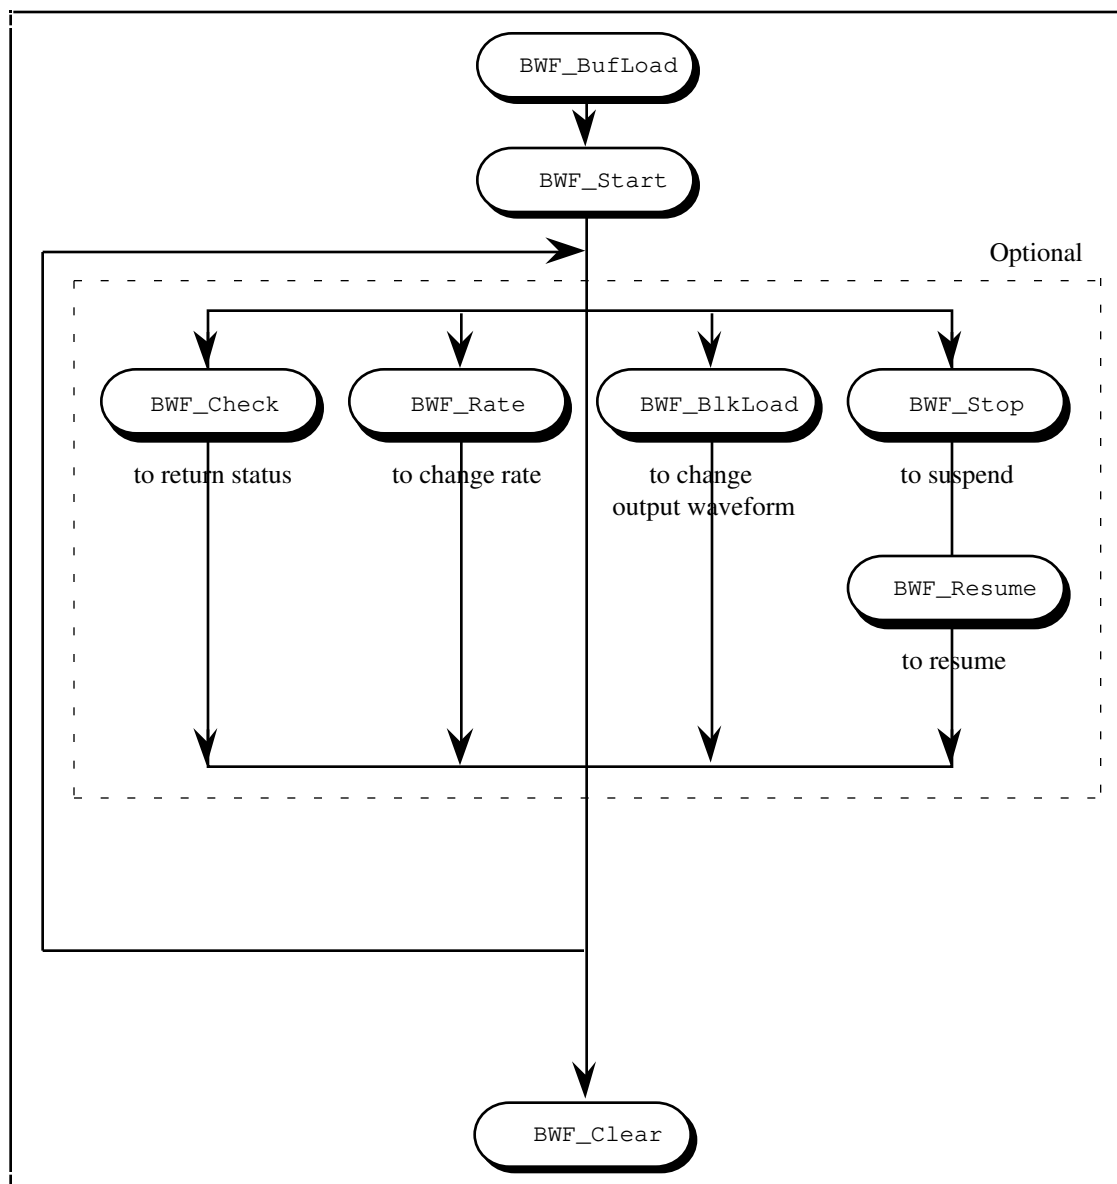 BWF_BufLoad
BWF_Start
Optional
BWF_Check
BWF_Rate
BWF_BlkLoad
BWF_Stop
to return status
to change rate
to change
output waveform
to suspend
BWF_Resume
to resume
BWF_Clear